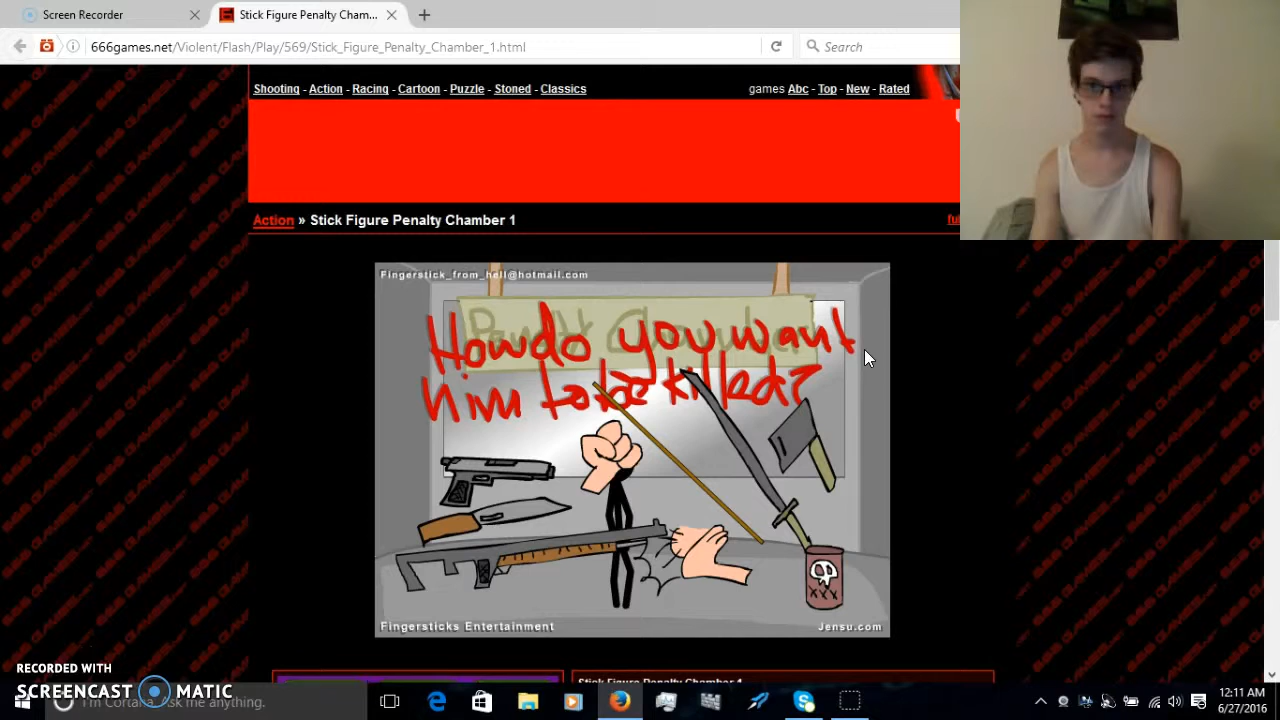 Screen Recorder
Stick Figure Penalty Cham...
666games.net/Violent/Flash/Play/569/Stick_Figure_Penalty_Chamber_1.html
Search
Shooting - Action - Racing - Cartoon - Puzzle - Stoned - Classics
games Abc - Top - New - Rated
Action » Stick Figure Penalty Chamber 1
Fingerstick_from_hell@hotmail.com
Penalty Chamber
How do you want
him to be killed?
XXX
Fingersticks Entertainment
Jensu.com
Stick Figure Penalty Chamber 1
RECORDED WITH
SCREENCAST MATIC
I'm Cortana. Ask me anything.
12:11 AM
6/27/2016